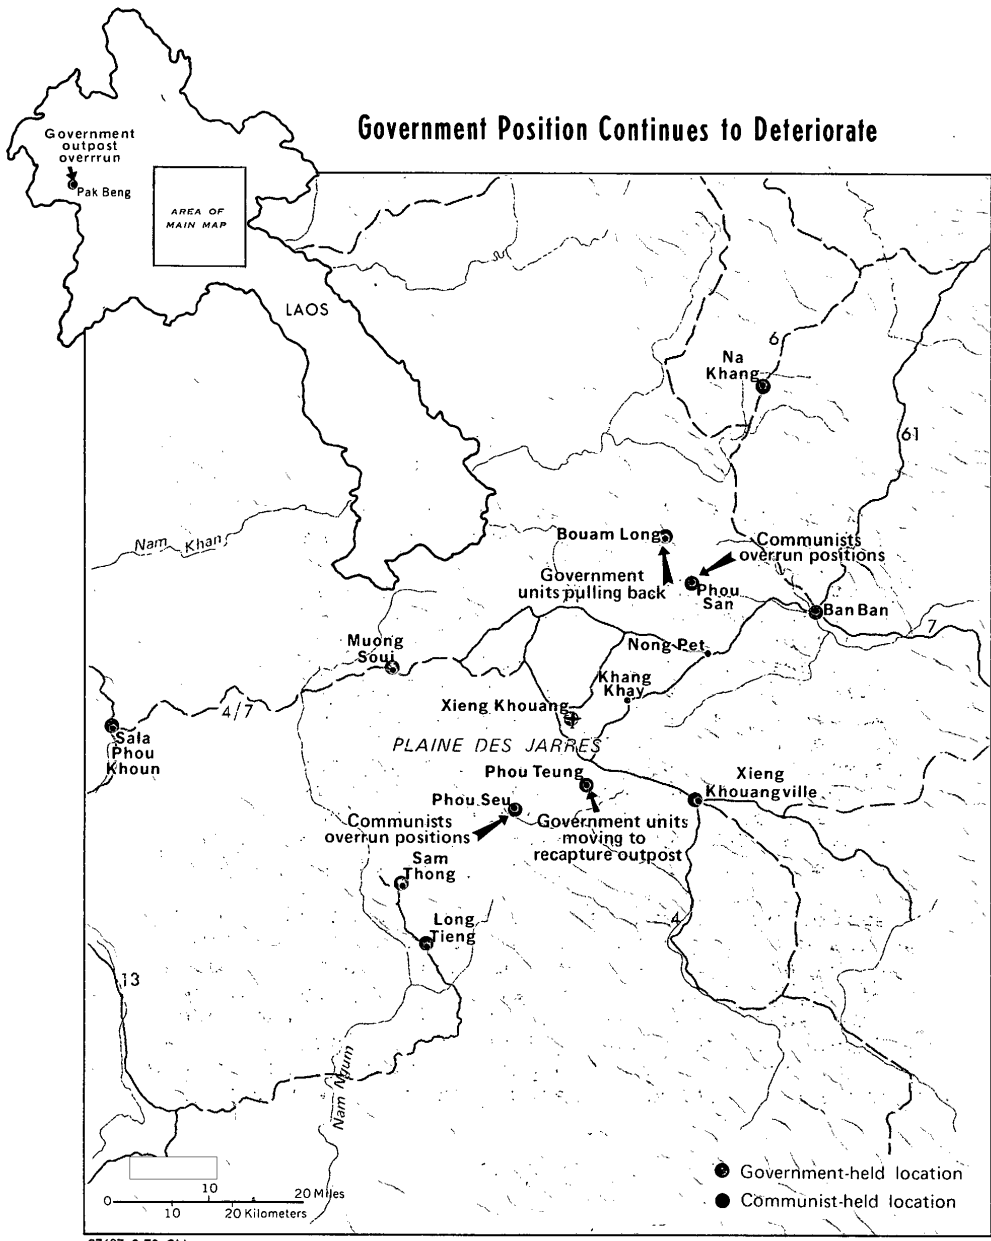 Government Position Continues to Deteriorate
Government
outpost
overrrun
Pak Beng
AREA OF
MAIN MAP
LAOS
6
Na
Khang
61
Nam Khan
Bouam Long
Communists
overrun positions
Government
units pulling back
Phou
San
Ban Ban
7
Muong
Soui
Nong Pet
Khang
Khay
4/7
Xieng Khouang
Sala
Phou
Khoun
PLAINE DES JARRES
Phou Teung
Xieng
Khouangville
Phou Seu
Communists
overrun positions
Government units
moving to
recapture outpost
Sam
Thong
Long
Tieng
4
13
Nam Ngum
Government-held location
Communist-held location
0 10 20 Miles
10 20 Kilometers